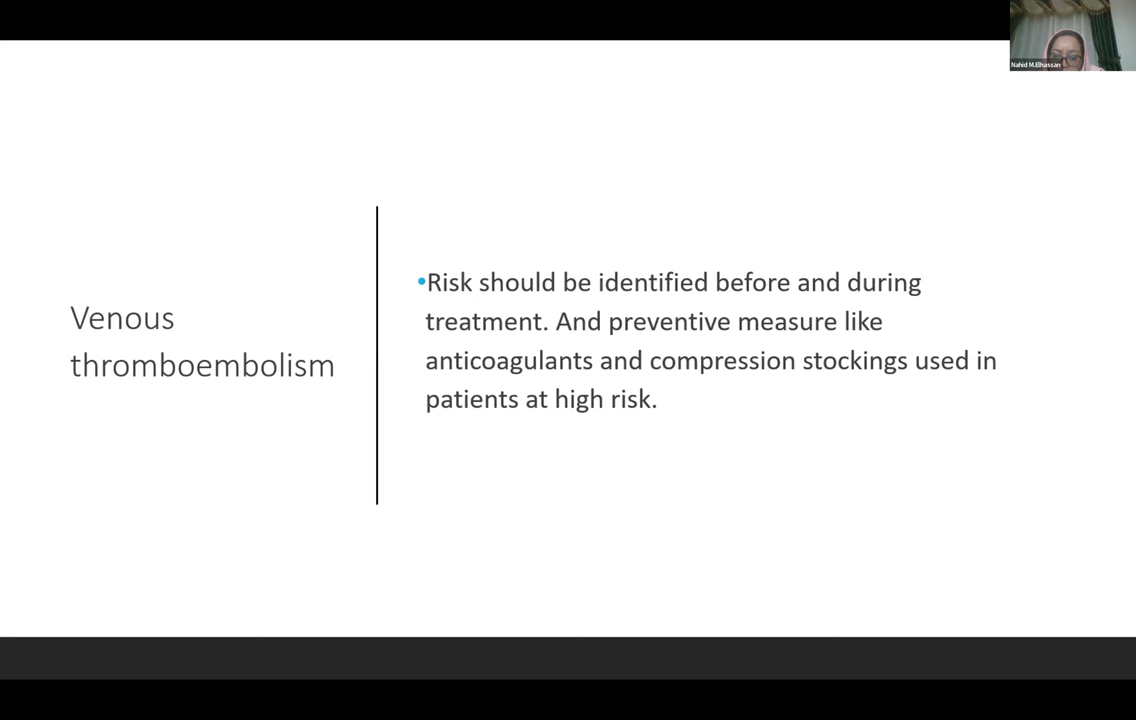 Nahid M.Elhassan
Venous
thromboembolism
•Risk should be identified before and during
treatment. And preventive measure like
anticoagulants and compression stockings used in
patients at high risk.